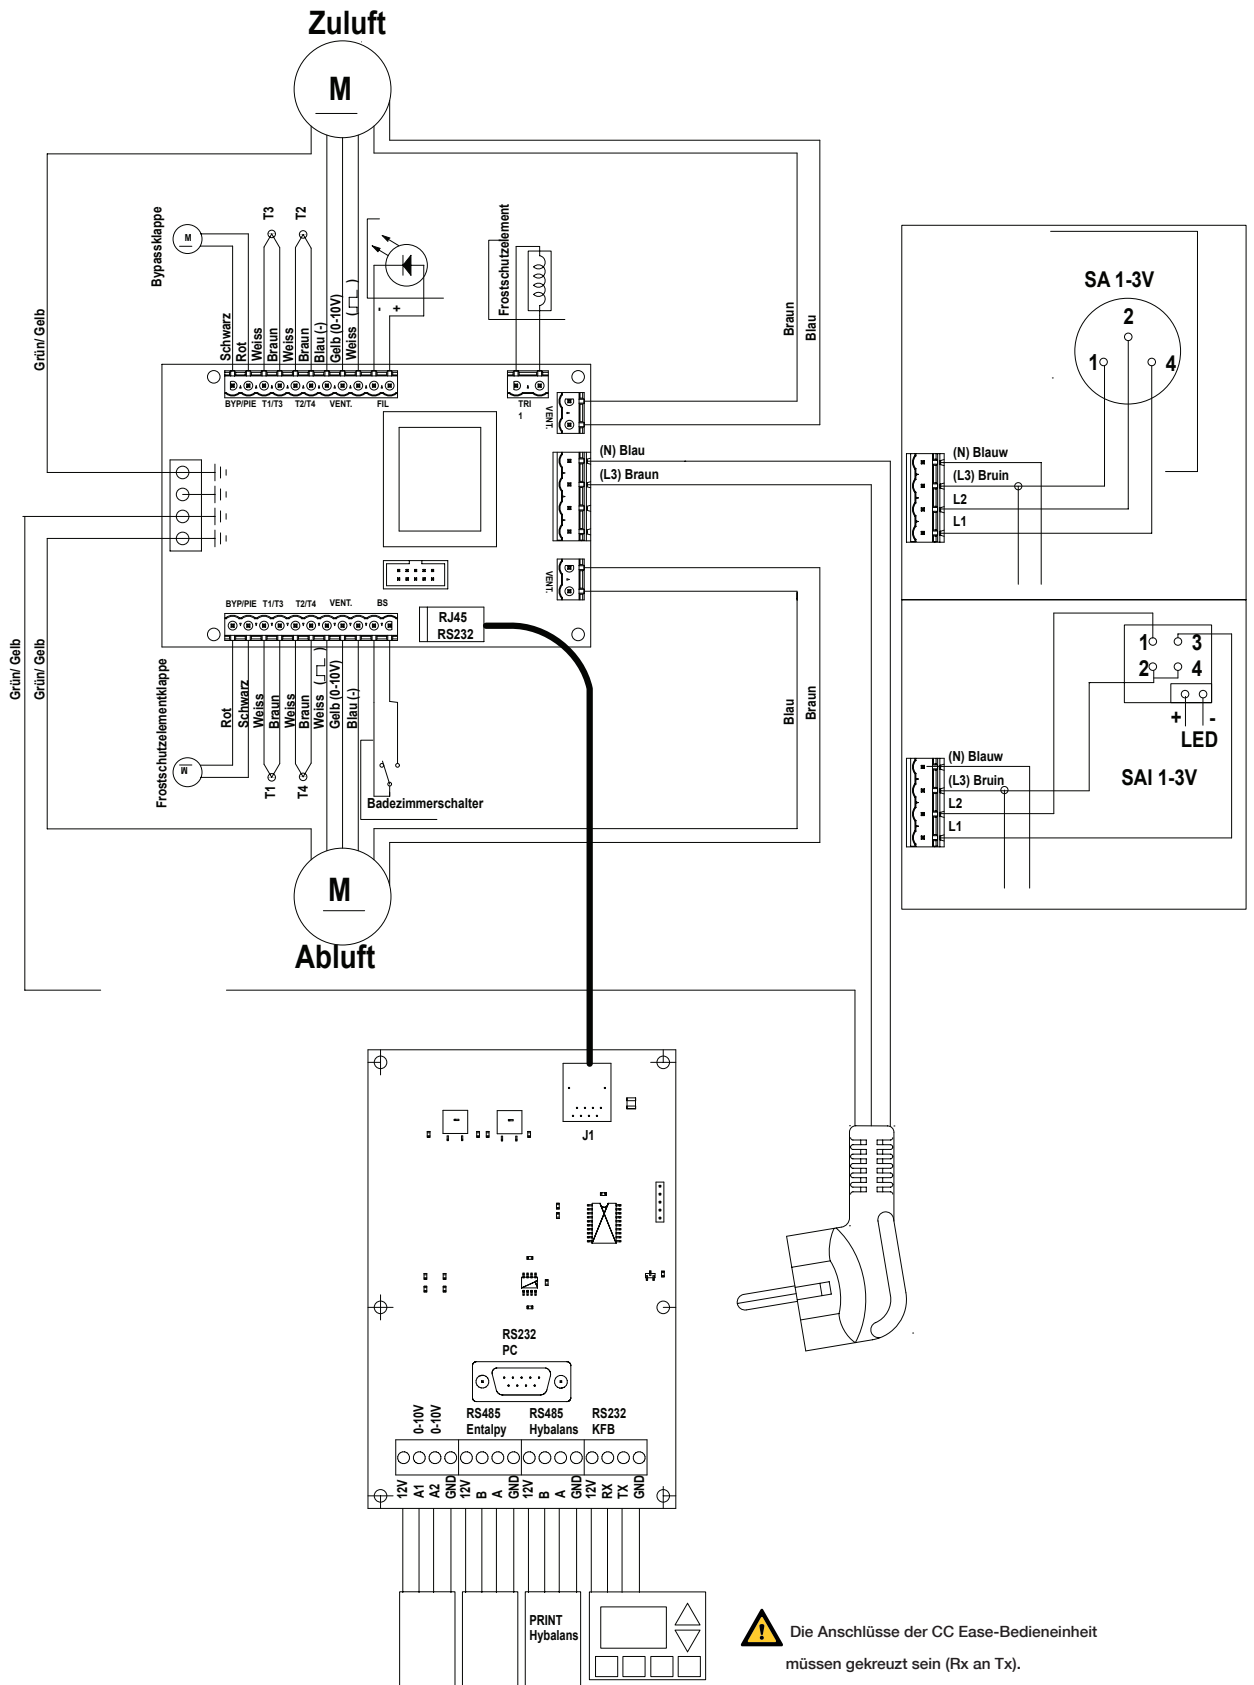 Zuluft
M
Grün/ Gelb
Bypassklappe
M
T3
T2
Frostschutzelement
-
+
Schwarz
Rot
Weiss
Braun
Weiss
Braun
Blau (-)
Gelb (0-10V)
Weiss ( )
Braun
Blau
BYP/PIE T1/T3 T2/T4 VENT. FIL
TRI
1
VENT.
(N) Blau
(L3) Braun
VENT.
BYP/PIE T1/T3 T2/T4 VENT. BS
RJ45
RS232
Grün/ Gelb
Grün/ Gelb
Frostschutzelementklappe
M
Rot
Schwarz
Weiss
Braun
Weiss
Braun
Weiss ( )
Gelb (0-10V)
Blau (-)
T1
T4
Badezimmerschalter
Blau
Braun
M
Abluft
SA 1-3V
2
1
4
(N) Blauw
(L3) Bruin
L2
L1
1
3
2
4
+
-
LED
SAI 1-3V
(N) Blauw
(L3) Bruin
L2
L1
J1
RS232
PC
0-10V
0-10V
RS485
Entalpy
RS485
Hybalans
RS232
KFB
12V
A1
A2
GND
12V
B
A
GND
12V
B
A
GND
12V
RX
TX
GND
PRINT
Hybalans
Die Anschlüsse der CC Ease-Bedieneinheit
müssen gekreuzt sein (Rx an Tx).